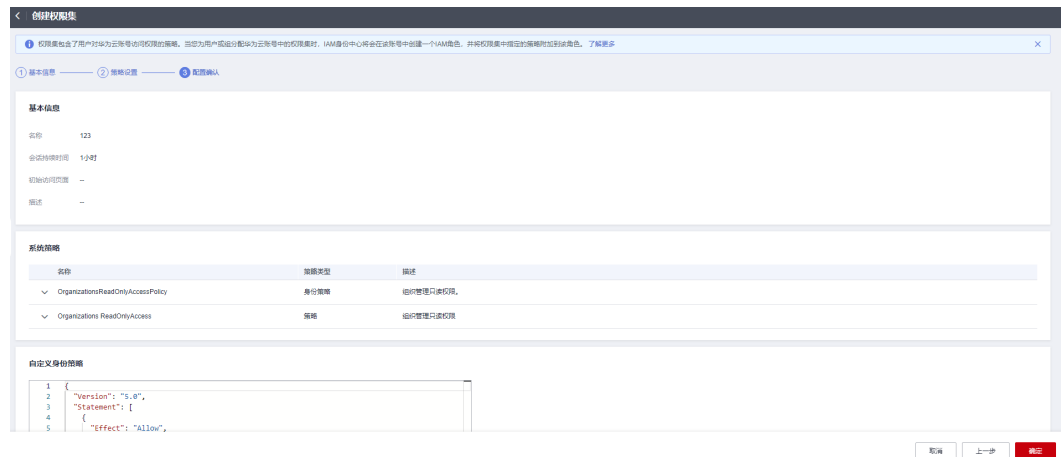 创建权限集
权限集包含了用户对华为云账号访问权限的策略。当您为用户或组分配华为云账号中的权限集时，IAM身份中心将会在该账号中创建一个IAM角色，并将权限集中指定的策略附加到该角色。 了解更多
1 基本信息 2 策略设置 3 配置确认
基本信息
名称 123
会话持续时间 1小时
初始访问页面 --
描述 --
系统策略
名称 策略类型 描述
OrganizationsReadOnlyAccessPolicy 身份策略 组织管理只读权限。
Organizations ReadOnlyAccess 策略 组织管理只读权限
自定义身份策略
1 {
2 "Version": "5.0",
3 "Statement": [
4 {
5 "Effect": "Allow",
取消 上一步 确定